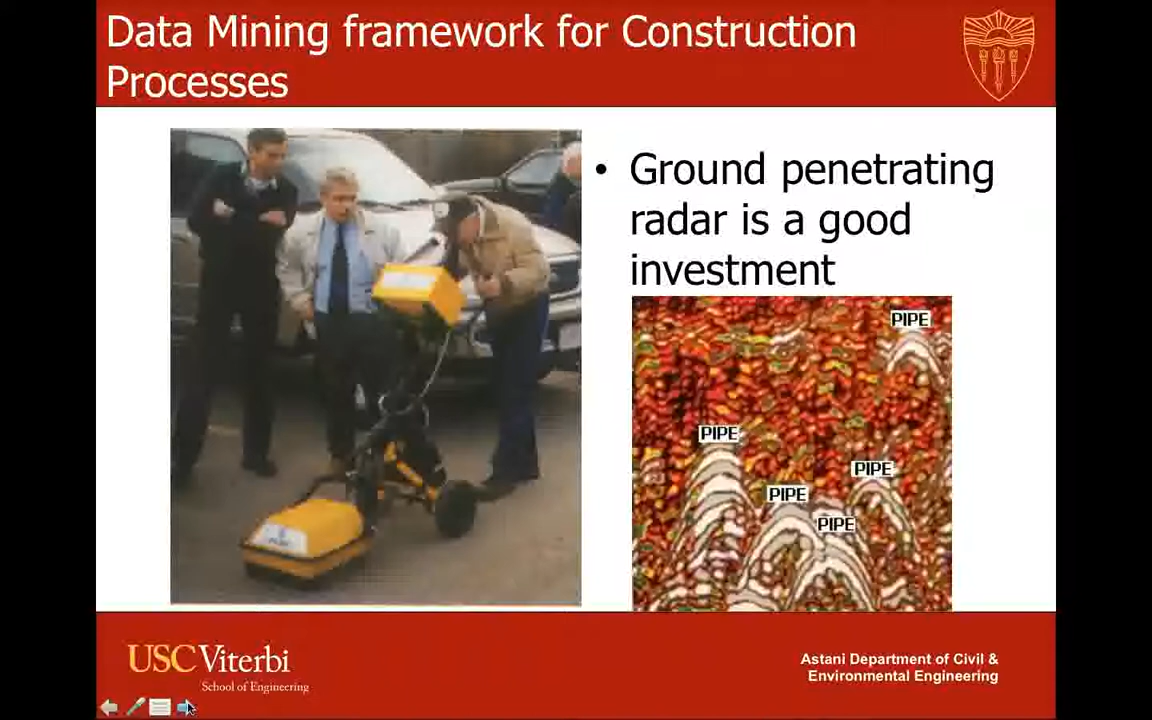 Data Mining framework for Construction
Processes
• Ground penetrating
radar is a good
investment
PIPE
PIPE
PIPE
PIPE
PIPE
USC Viterbi
School of Engineering
Astani Department of Civil &
Environmental Engineering